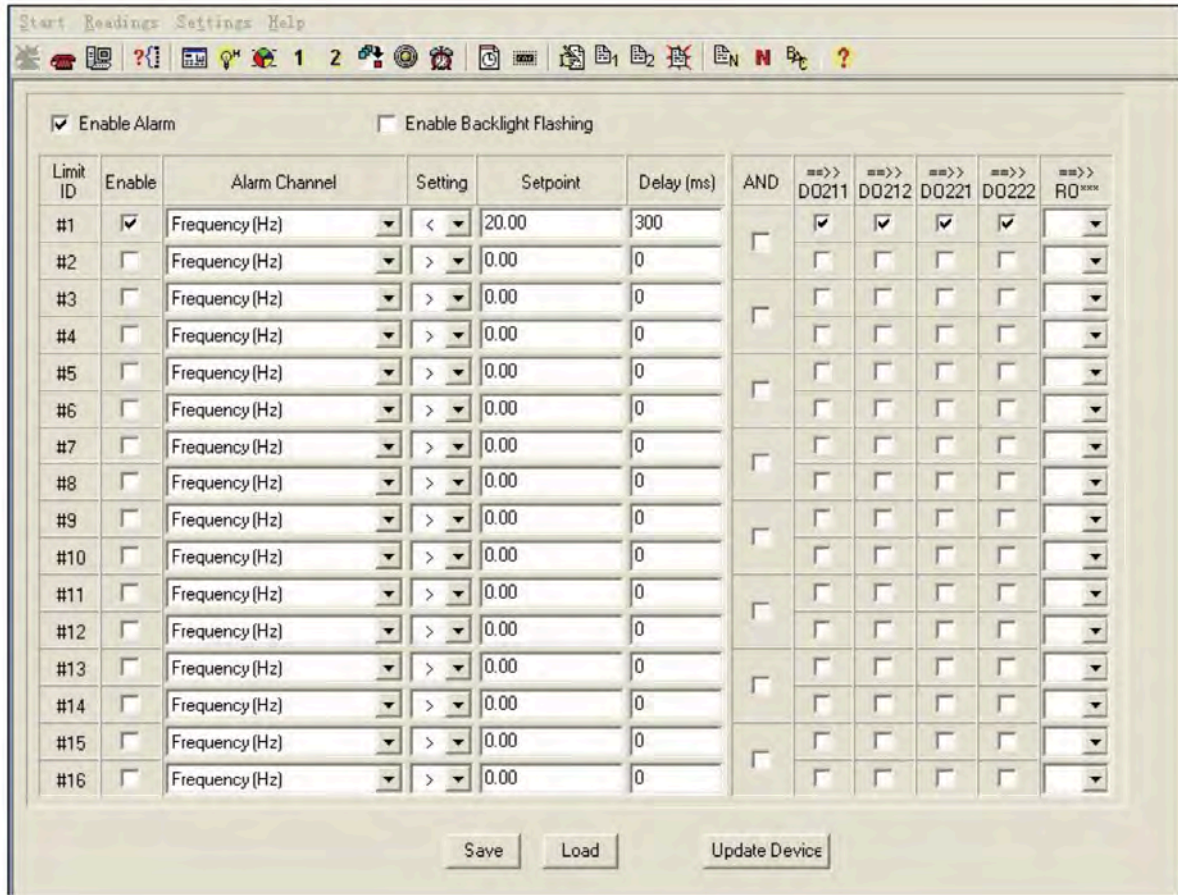 Start Readings Settings Help
?{} 1 2 1 2 N N BAC ?
Enable Alarm Enable Backlight Flashing
Limit ID Enable Alarm Channel Setting Setpoint Delay (ms) AND ==>> DO211 ==>> DO212 ==>> DO221 ==>> DO222 ==>> RO***
#1 Frequency (Hz) < 20.00 300
#2 Frequency (Hz) > 0.00 0
#3 Frequency (Hz) > 0.00 0
#4 Frequency (Hz) > 0.00 0
#5 Frequency (Hz) > 0.00 0
#6 Frequency (Hz) > 0.00 0
#7 Frequency (Hz) > 0.00 0
#8 Frequency (Hz) > 0.00 0
#9 Frequency (Hz) > 0.00 0
#10 Frequency (Hz) > 0.00 0
#11 Frequency (Hz) > 0.00 0
#12 Frequency (Hz) > 0.00 0
#13 Frequency (Hz) > 0.00 0
#14 Frequency (Hz) > 0.00 0
#15 Frequency (Hz) > 0.00 0
#16 Frequency (Hz) > 0.00 0
Save Load Update Device